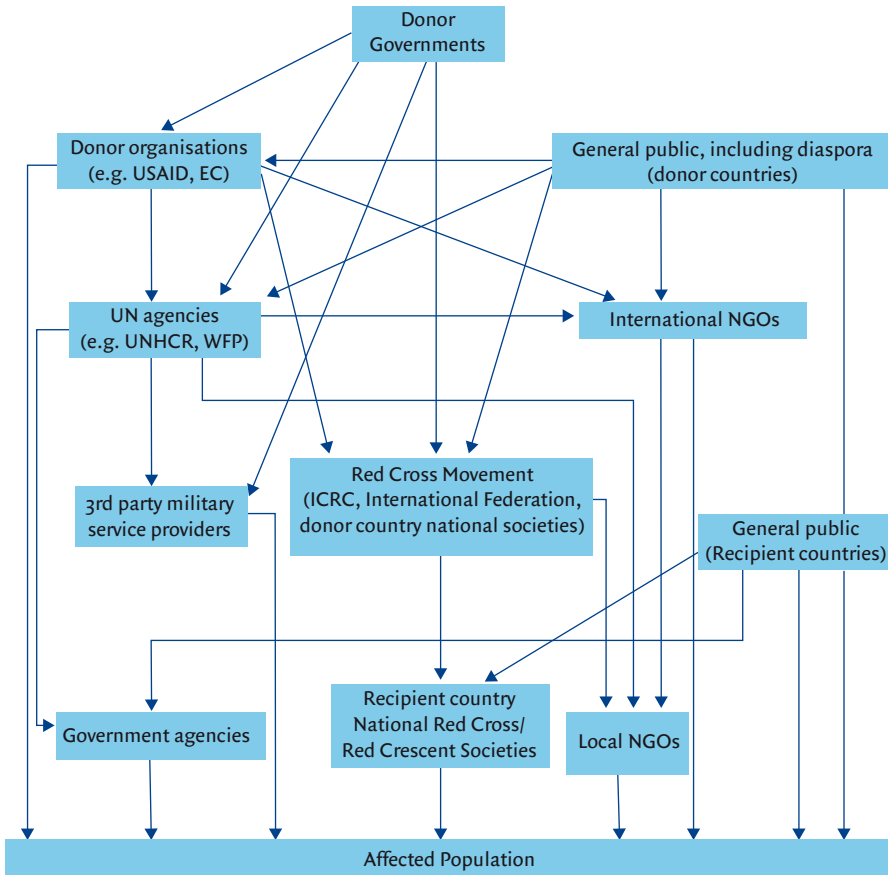 Donor
Governments
Donor organisations
(e.g. USAID, EC)
General public, including diaspora
(donor countries)
UN agencies
(e.g. UNHCR, WFP)
International NGOs
3rd party military
service providers
Red Cross Movement
(ICRC, International Federation,
donor country national societies)
General public
(Recipient countries)
Government agencies
Recipient country
National Red Cross/
Red Crescent Societies
Local NGOs
Affected Population